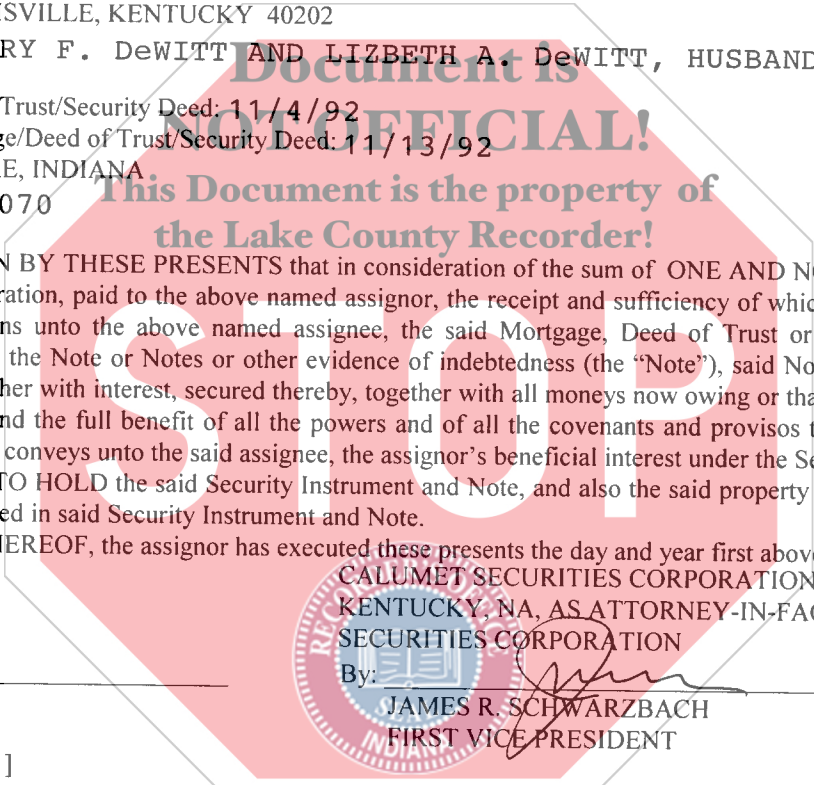 SVILLE, KENTUCKY 40202
RY F. DeWITT AND LIZBETH A. DeWITT, HUSBAND
Document is
Trust/Security Deed: 11/4/92
NOT OFFICIAL!
e/Deed of Trust/Security Deed: 11/13/92
E, INDIANA
This Document is the property of
070
the Lake County Recorder!
N BY THESE PRESENTS that in consideration of the sum of ONE AND N
ration, paid to the above named assignor, the receipt and sufficiency of whic
ns unto the above named assignee, the said Mortgage, Deed of Trust or
the Note or Notes or other evidence of indebtedness (the “Note”), said No
her with interest, secured thereby, together with all moneys now owing or tha
nd the full benefit of all the powers and of all the covenants and provisos t
conveys unto the said assignee, the assignor's beneficial interest under the Se
TO HOLD the said Security Instrument and Note, and also the said property
ed in said Security Instrument and Note.
STOP
HEREOF, the assignor has executed these presents the day and year first above
CALUMET SECURITIES CORPORATION
KENTUCKY, NA, AS ATTORNEY-IN-FAC
SECURITIES CORPORATION
By:
JAMES R. SCHWARZBACH
FIRST VICE PRESIDENT
]
RECORDER'S OFFICE
SEAL
INDIANA